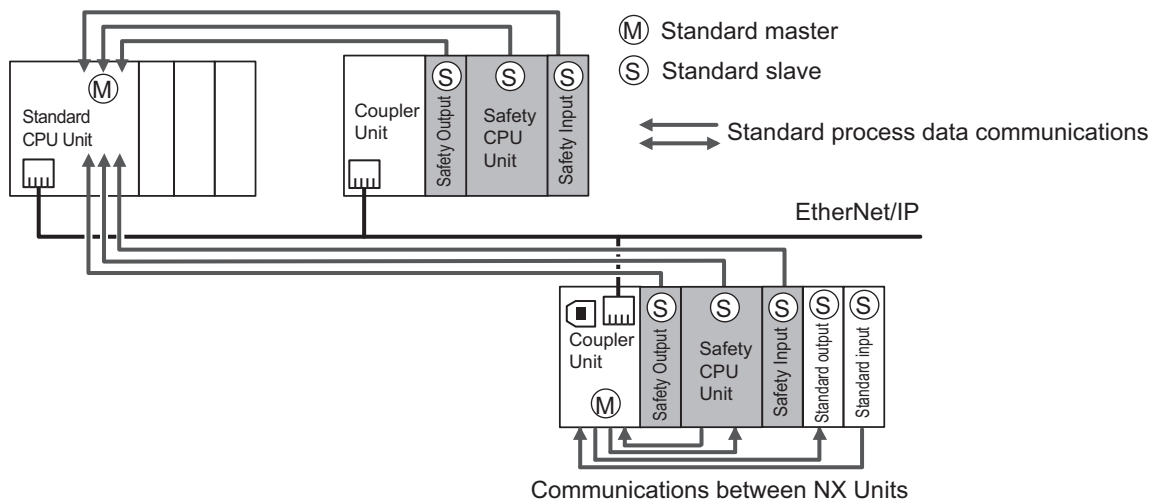 M Standard master
S Standard slave
Standard process data communications
M
Standard
CPU Unit
Coupler
Unit
S
Safety Output
S
Safety
CPU
Unit
S
Safety Input
EtherNet/IP
Coupler
Unit
M
S
Safety Output
S
Safety
CPU
Unit
S
Safety Input
S
Standard output
S
Standard input
Communications between NX Units